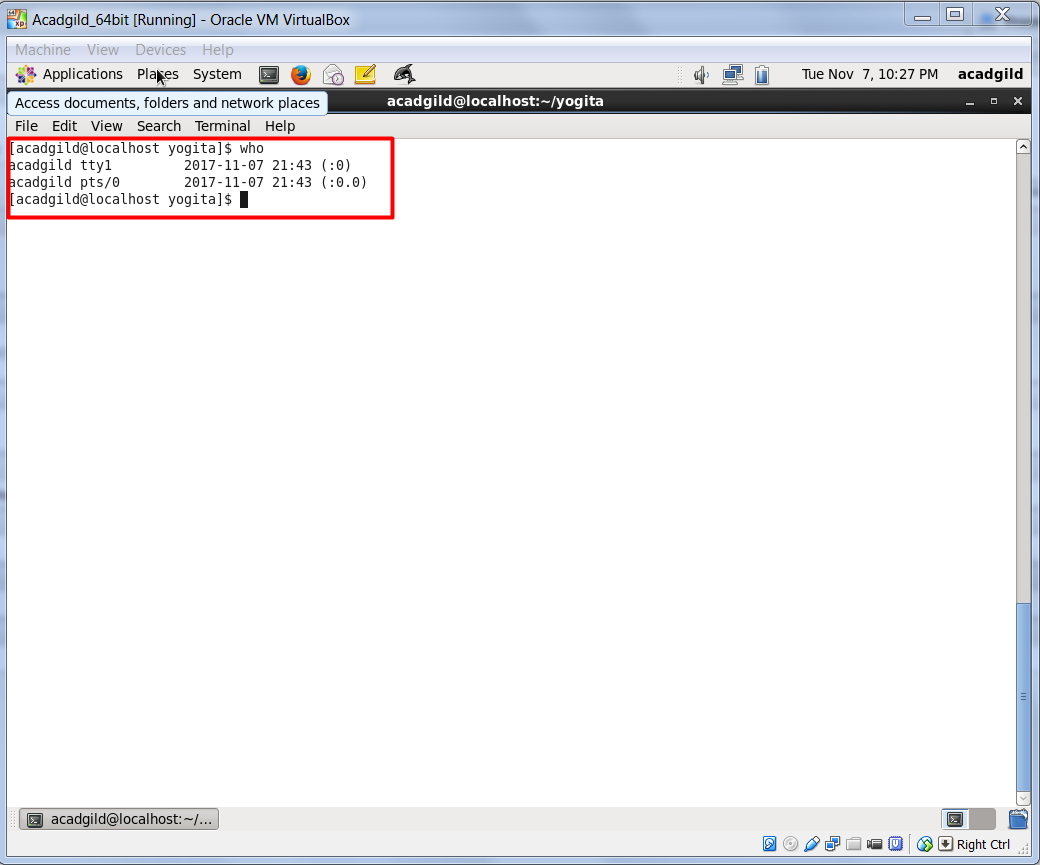 Acadgild_64bit [Running] - Oracle VM VirtualBox
Machine View Devices Help
Applications Places System Tue Nov 7, 10:27 PM acadgild
Access documents, folders and network places
acadgild@localhost:~/yogita
File Edit View Search Terminal Help
[acadgild@localhost yogita]$ who
acadgild tty1 2017-11-07 21:43 (:0)
acadgild pts/0 2017-11-07 21:43 (:0.0)
[acadgild@localhost yogita]$
acadgild@localhost:~/...
Right Ctrl